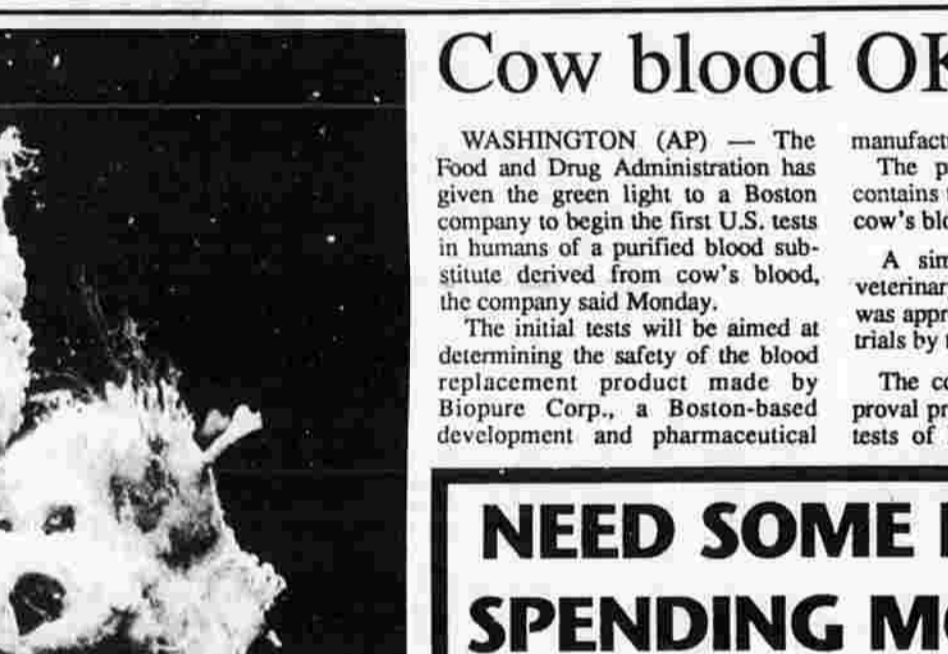 Cow blood OK
WASHINGTON (AP) — The
Food and Drug Administration has
given the green light to a Boston
company to begin the first U.S. tests
in humans of a purified blood sub-
stitute derived from cow's blood,
the company said Monday.
The initial tests will be aimed at
determining the safety of the blood
replacement product made by
Biopure Corp., a Boston-based
development and pharmaceutical
manufact
The p
contains
cow's blo
A sim
veterinar
was appr
trials by t
The co
proval pr
tests of
NEED SOME
SPENDING MO